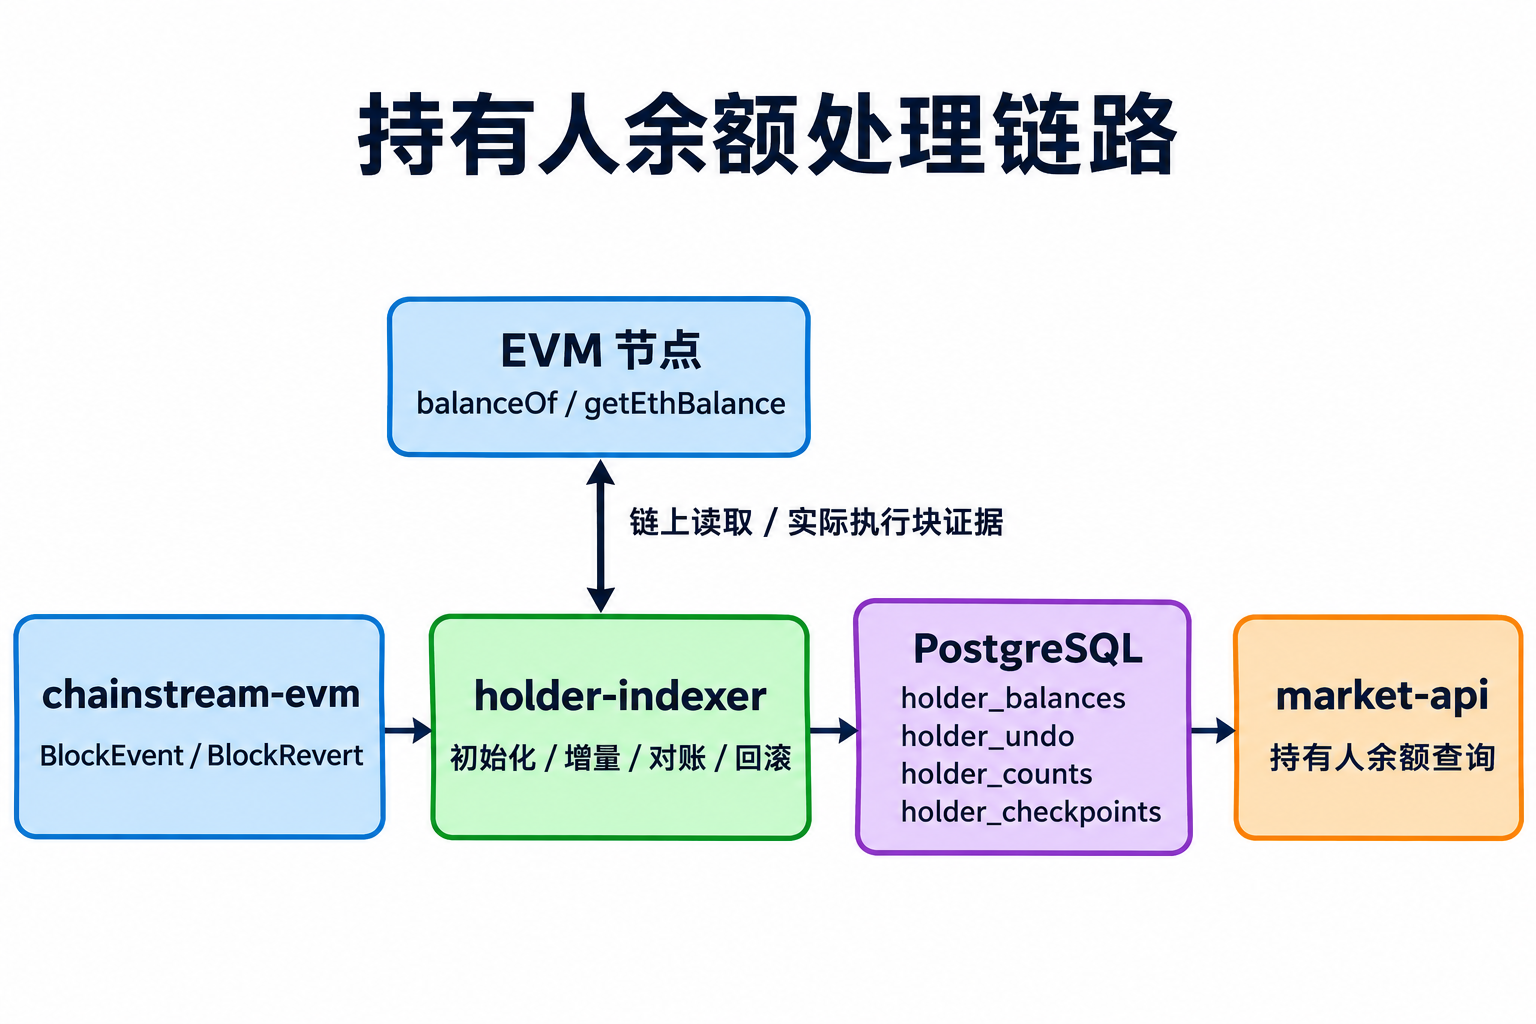 持有人余额处理链路
EVM 节点
balanceOf / getEthBalance
链上读取 / 实际执行块证据
chainstream-evm
BlockEvent / BlockRevert
holder-indexer
初始化 / 增量 / 对账 / 回滚
PostgreSQL
holder_balances
holder_undo
holder_counts
holder_checkpoints
market-api
持有人余额查询